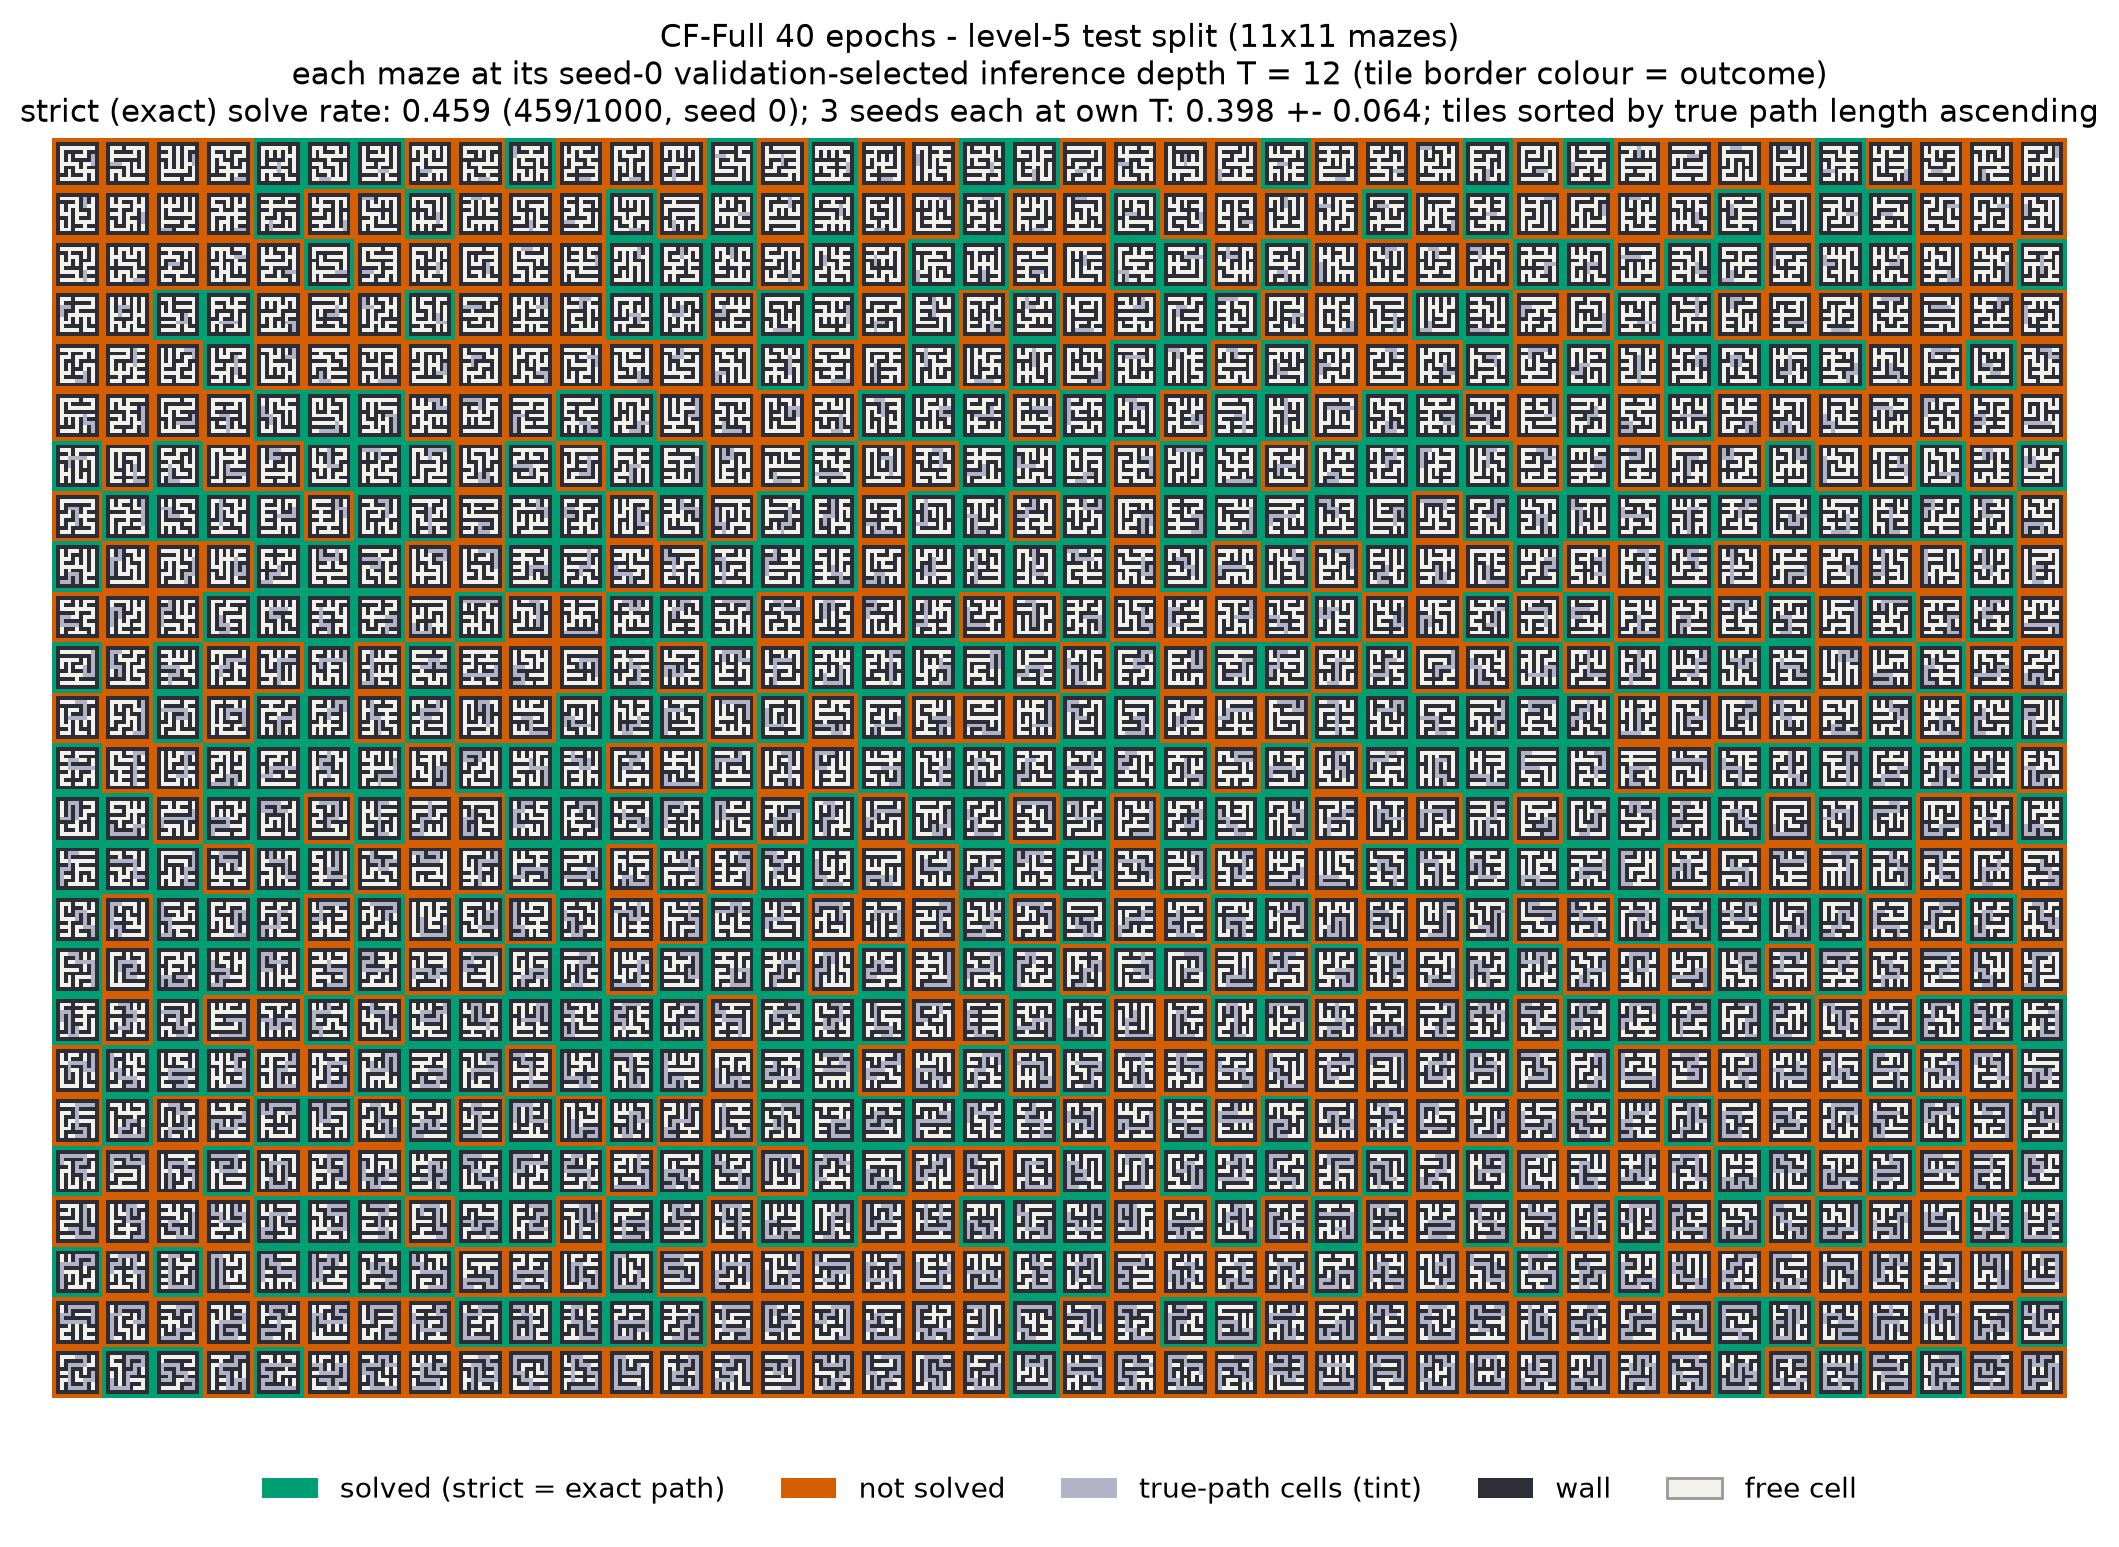 CF-Full 40 epochs - level-5 test split (11x11 mazes)
each maze at its seed-0 validation-selected inference depth T = 12 (tile border colour = outcome)
strict (exact) solve rate: 0.459 (459/1000, seed 0); 3 seeds each at own T: 0.398 +- 0.064; tiles sorted by true path length ascending
solved (strict = exact path)
not solved
true-path cells (tint)
wall
free cell